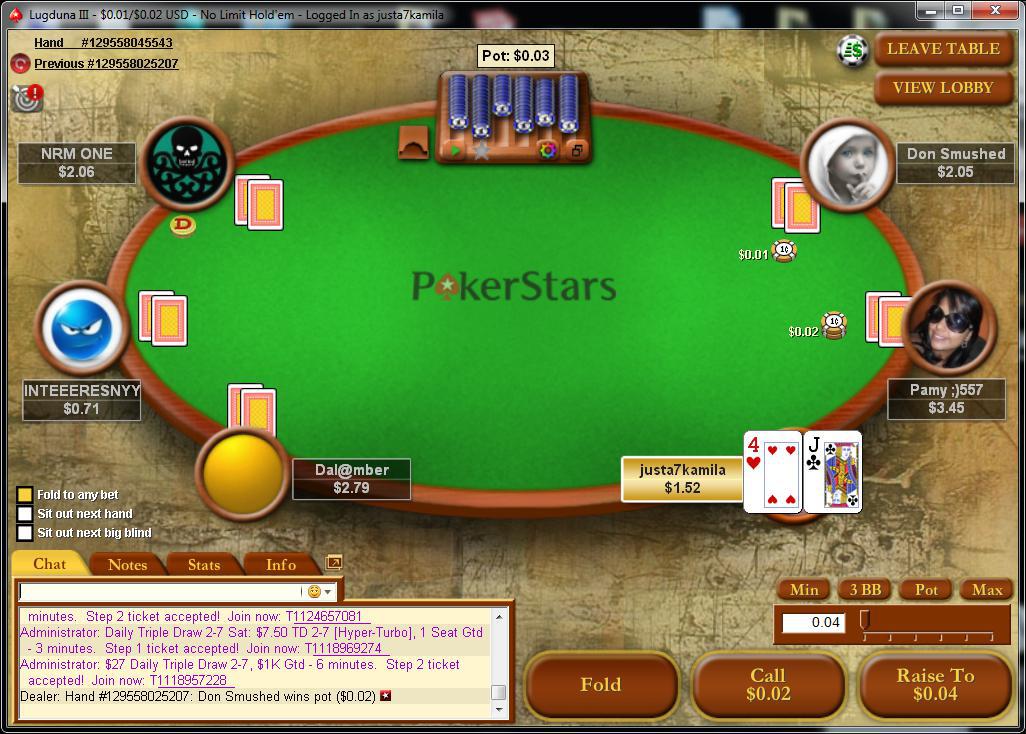 Lugduna III - $0.01/$0.02 USD - No Limit Hold'em - Logged In as justa7kamila
Hand #129558045543
Previous #129558025207
Pot: $0.03
LEAVE TABLE
VIEW LOBBY
NRM ONE
$2.06
Don Smushed
$2.05
D
$0.01
1¢
PokerStars
$0.02
1¢
INTEEERESNYY
$0.71
Pamy ;)557
$3.45
Dal@mber
$2.79
justa7kamila
$1.52
4
J
Fold to any bet
Sit out next hand
Sit out next big blind
Chat Notes Stats Info
minutes. Step 2 ticket accepted! Join now: T1124657081
Administrator: Daily Triple Draw 2-7 Sat: $7.50 TD 2-7 [Hyper-Turbo], 1 Seat Gtd
- 3 minutes. Step 1 ticket accepted! Join now: T1118969274
Administrator: $27 Daily Triple Draw 2-7, $1K Gtd - 6 minutes. Step 2 ticket
accepted! Join now: T1118957228
Dealer: Hand #129558025207: Don Smushed wins pot ($0.02)
Min 3 BB Pot Max
0.04
Fold
Call
$0.02
Raise To
$0.04